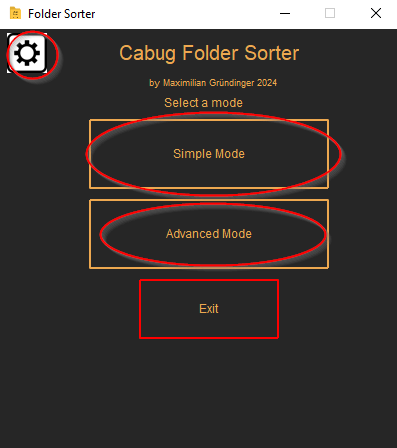 Folder Sorter
Cabug Folder Sorter
by Maximilian Gründinger 2024
Select a mode
Simple Mode
Advanced Mode
Exit